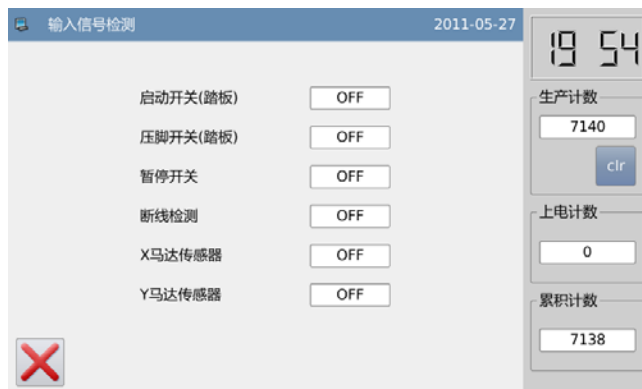 输入信号检测 2011-05-27
19 54
启动开关(踏板) OFF
压脚开关(踏板) OFF
暂停开关 OFF
断线检测 OFF
X马达传感器 OFF
Y马达传感器 OFF
生产计数
7140
clr
上电计数
0
累积计数
7138